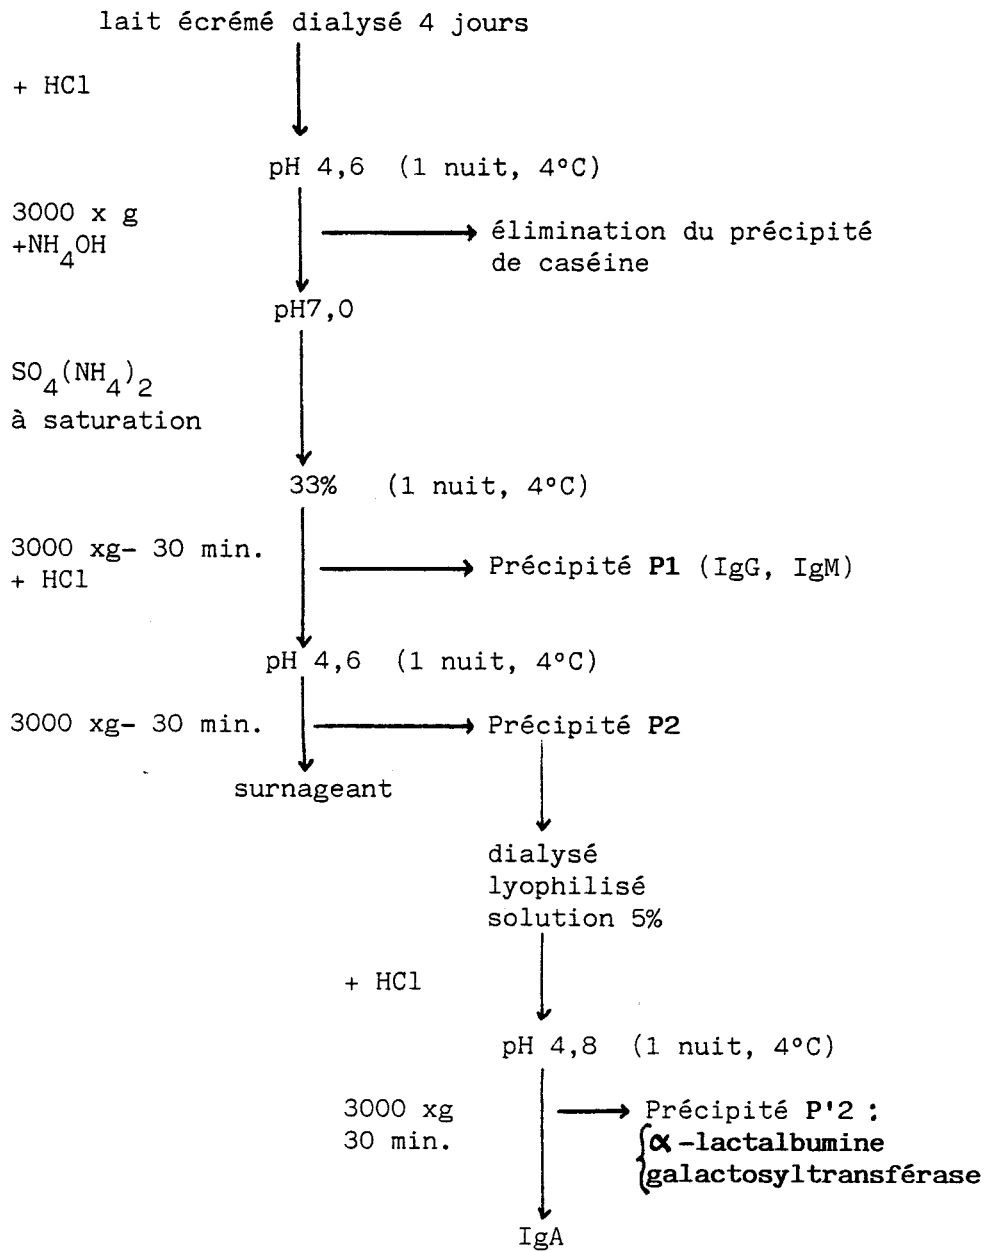 lait écrémé dialysé 4 jours
+ HCl
pH 4,6 (1 nuit, 4°C)
3000 x g
+NH4OH
élimination du précipité
de caséine
pH7,0
SO4(NH4)2
à saturation
33% (1 nuit, 4°C)
3000 xg- 30 min.
+ HCl
Précipité P1 (IgG, IgM)
pH 4,6 (1 nuit, 4°C)
3000 xg- 30 min.
Précipité P2
surnageant
dialysé
lyophilisé
solution 5%
+ HCl
pH 4,8 (1 nuit, 4°C)
3000 xg
30 min.
Précipité P'2 :
α-lactalbumine
galactosyltransférase
IgA